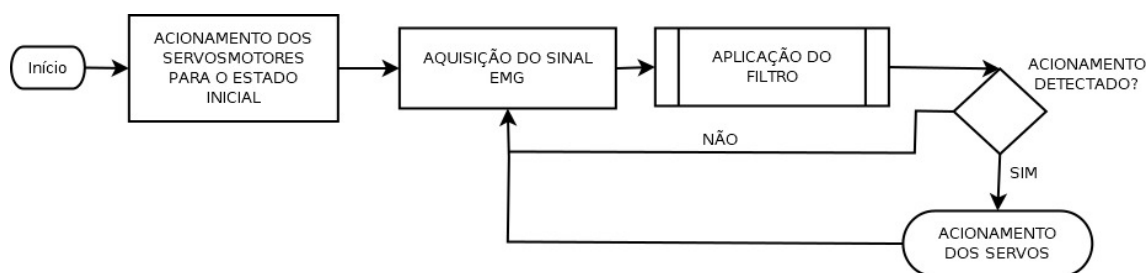 Início
ACIONAMENTO DOS
SERVOSMOTORES
PARA O ESTADO
INICIAL
AQUISIÇÃO DO SINAL
EMG
APLICAÇÃO DO
FILTRO
ACIONAMENTO
DETECTADO?
NÃO
SIM
ACIONAMENTO
DOS SERVOS